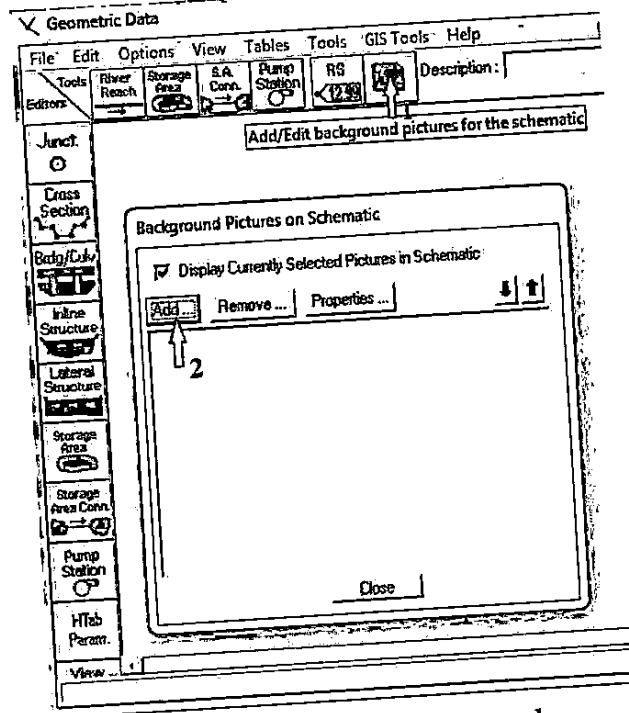 Geometric Data
File Edit Options View Tables Tools GIS Tools Help
Tools
Editors
River
Reach
Storage
Area
S.A.
Conn.
Pump
Station
RS
Description :
1
Add/Edit background pictures for the schematic
Junct.
Cross
Section
Brdg/Culv
Inline
Structure
Lateral
Structure
Storage
Area
Storage
Area Conn.
Pump
Station
HTab
Param.
View
Background Pictures on Schematic
Display Currently Selected Pictures in Schematic
Add ... Remove ... Properties ...
2
Close